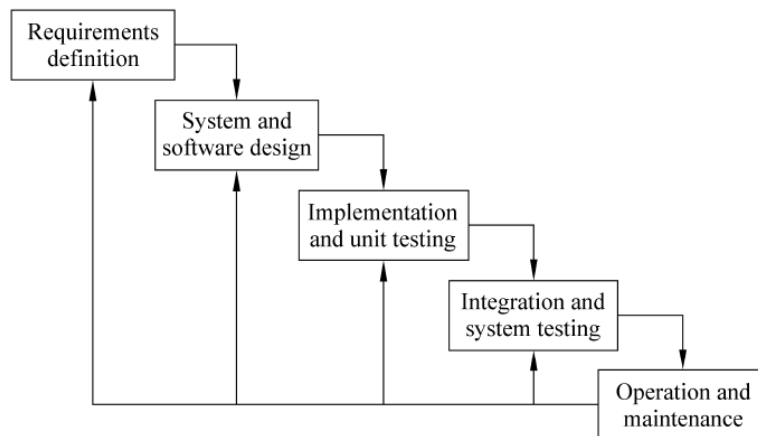 Requirements
definition
System and
software design
Implementation
and unit testing
Integration and
system testing
Operation and
maintenance